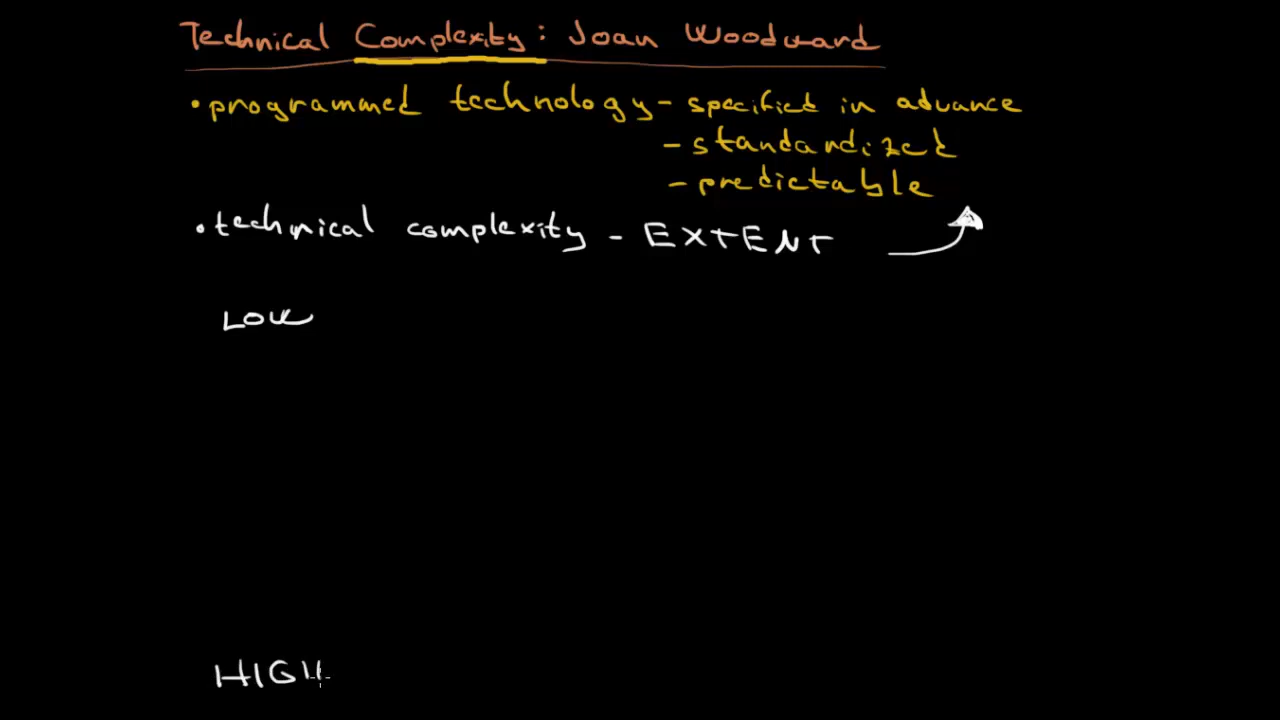 Technical Complexity: Joan Woodward
• programmed technology - specified in advance
- standardized
- predictable
• technical complexity - EXTENT
LOW
HIGH